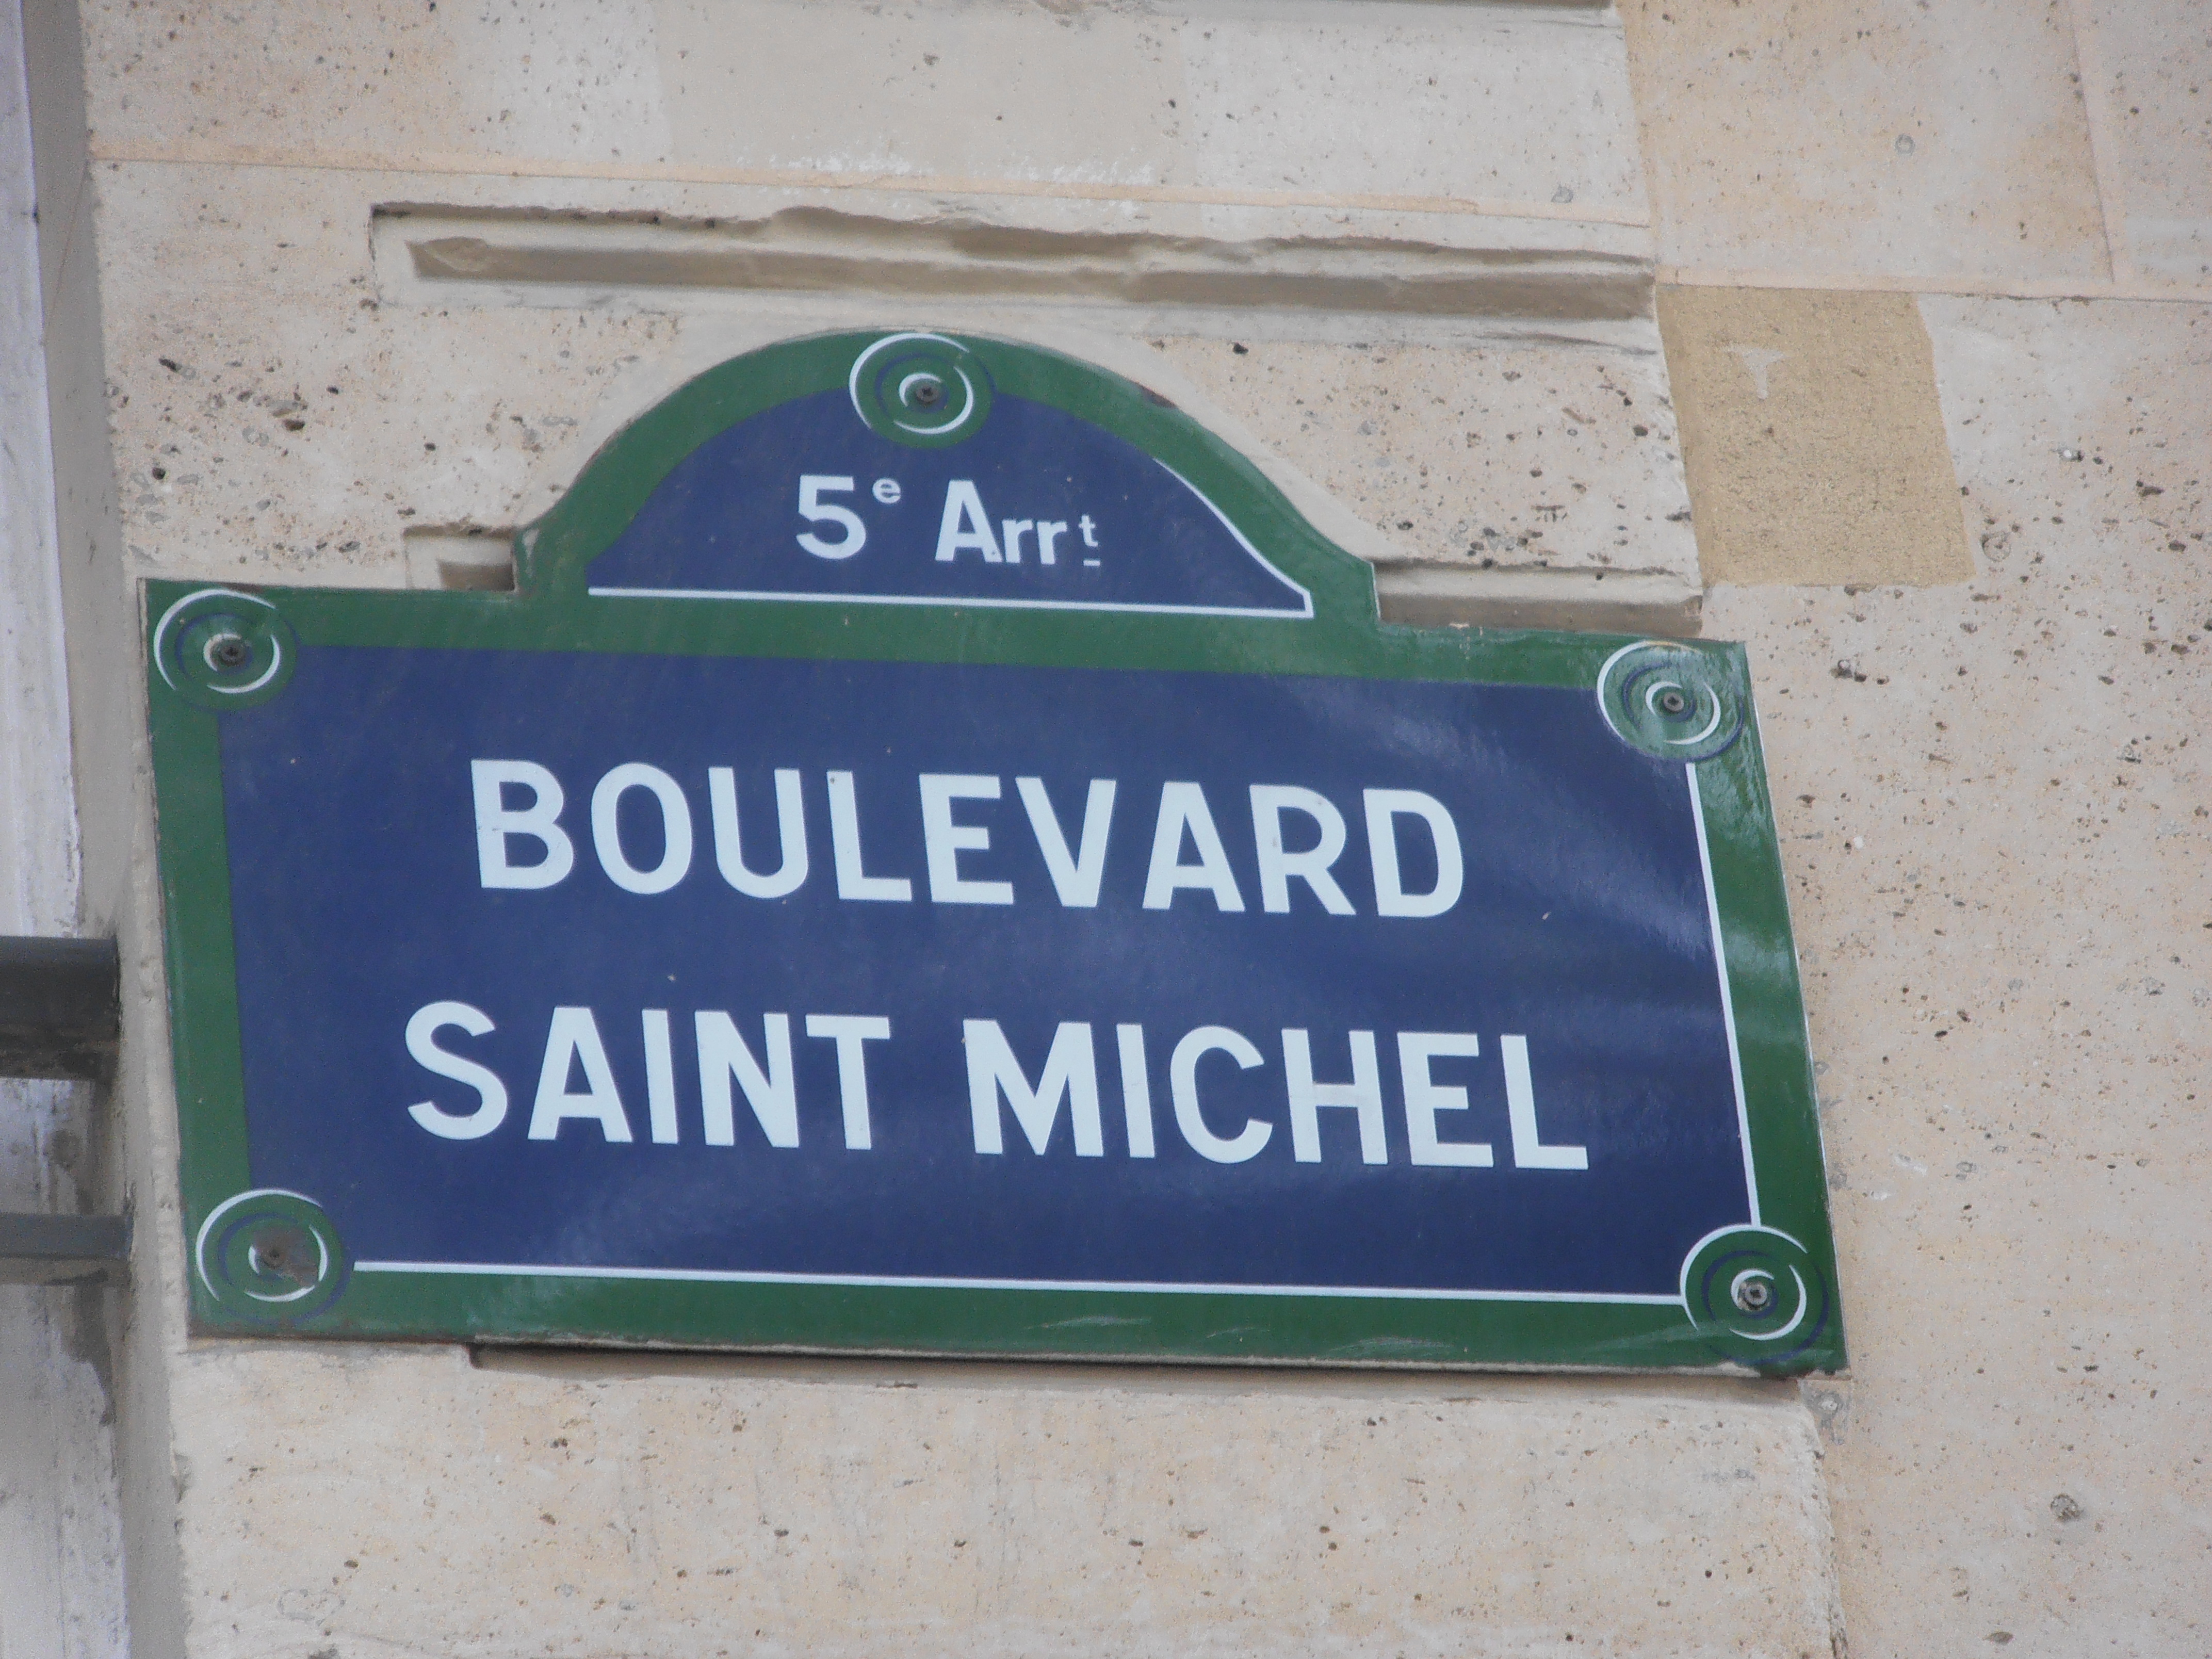 5e Arrt
BOULEVARD
SAINT MICHEL